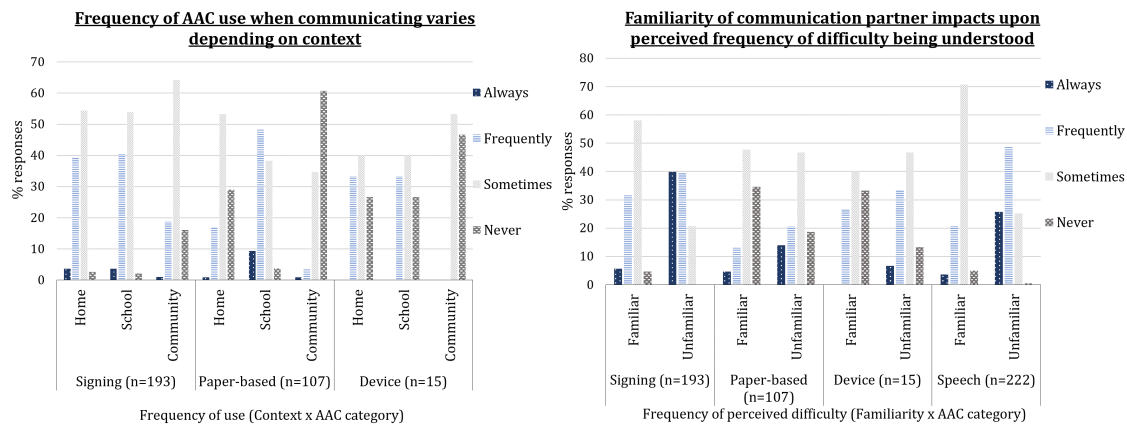 Frequency of AAC use when communicating varies
depending on context
70
60
50
40
30
20
10
0
% responses
Always
Frequently
Sometimes
Never
Home
School
Community
Home
School
Community
Home
School
Community
Signing (n=193)
Paper-based (n=107)
Device (n=15)
Frequency of use (Context x AAC category)
Familiarity of communication partner impacts upon
perceived frequency of difficulty being understood
80
70
60
50
40
30
20
10
0
% responses
Always
Frequently
Sometimes
Never
Familiar
Unfamiliar
Familiar
Unfamiliar
Familiar
Unfamiliar
Familiar
Unfamiliar
Signing (n=193)
Paper-based
(n=107)
Device (n=15)
Speech (n=222)
Frequency of perceived difficulty (Familiarity x AAC category)